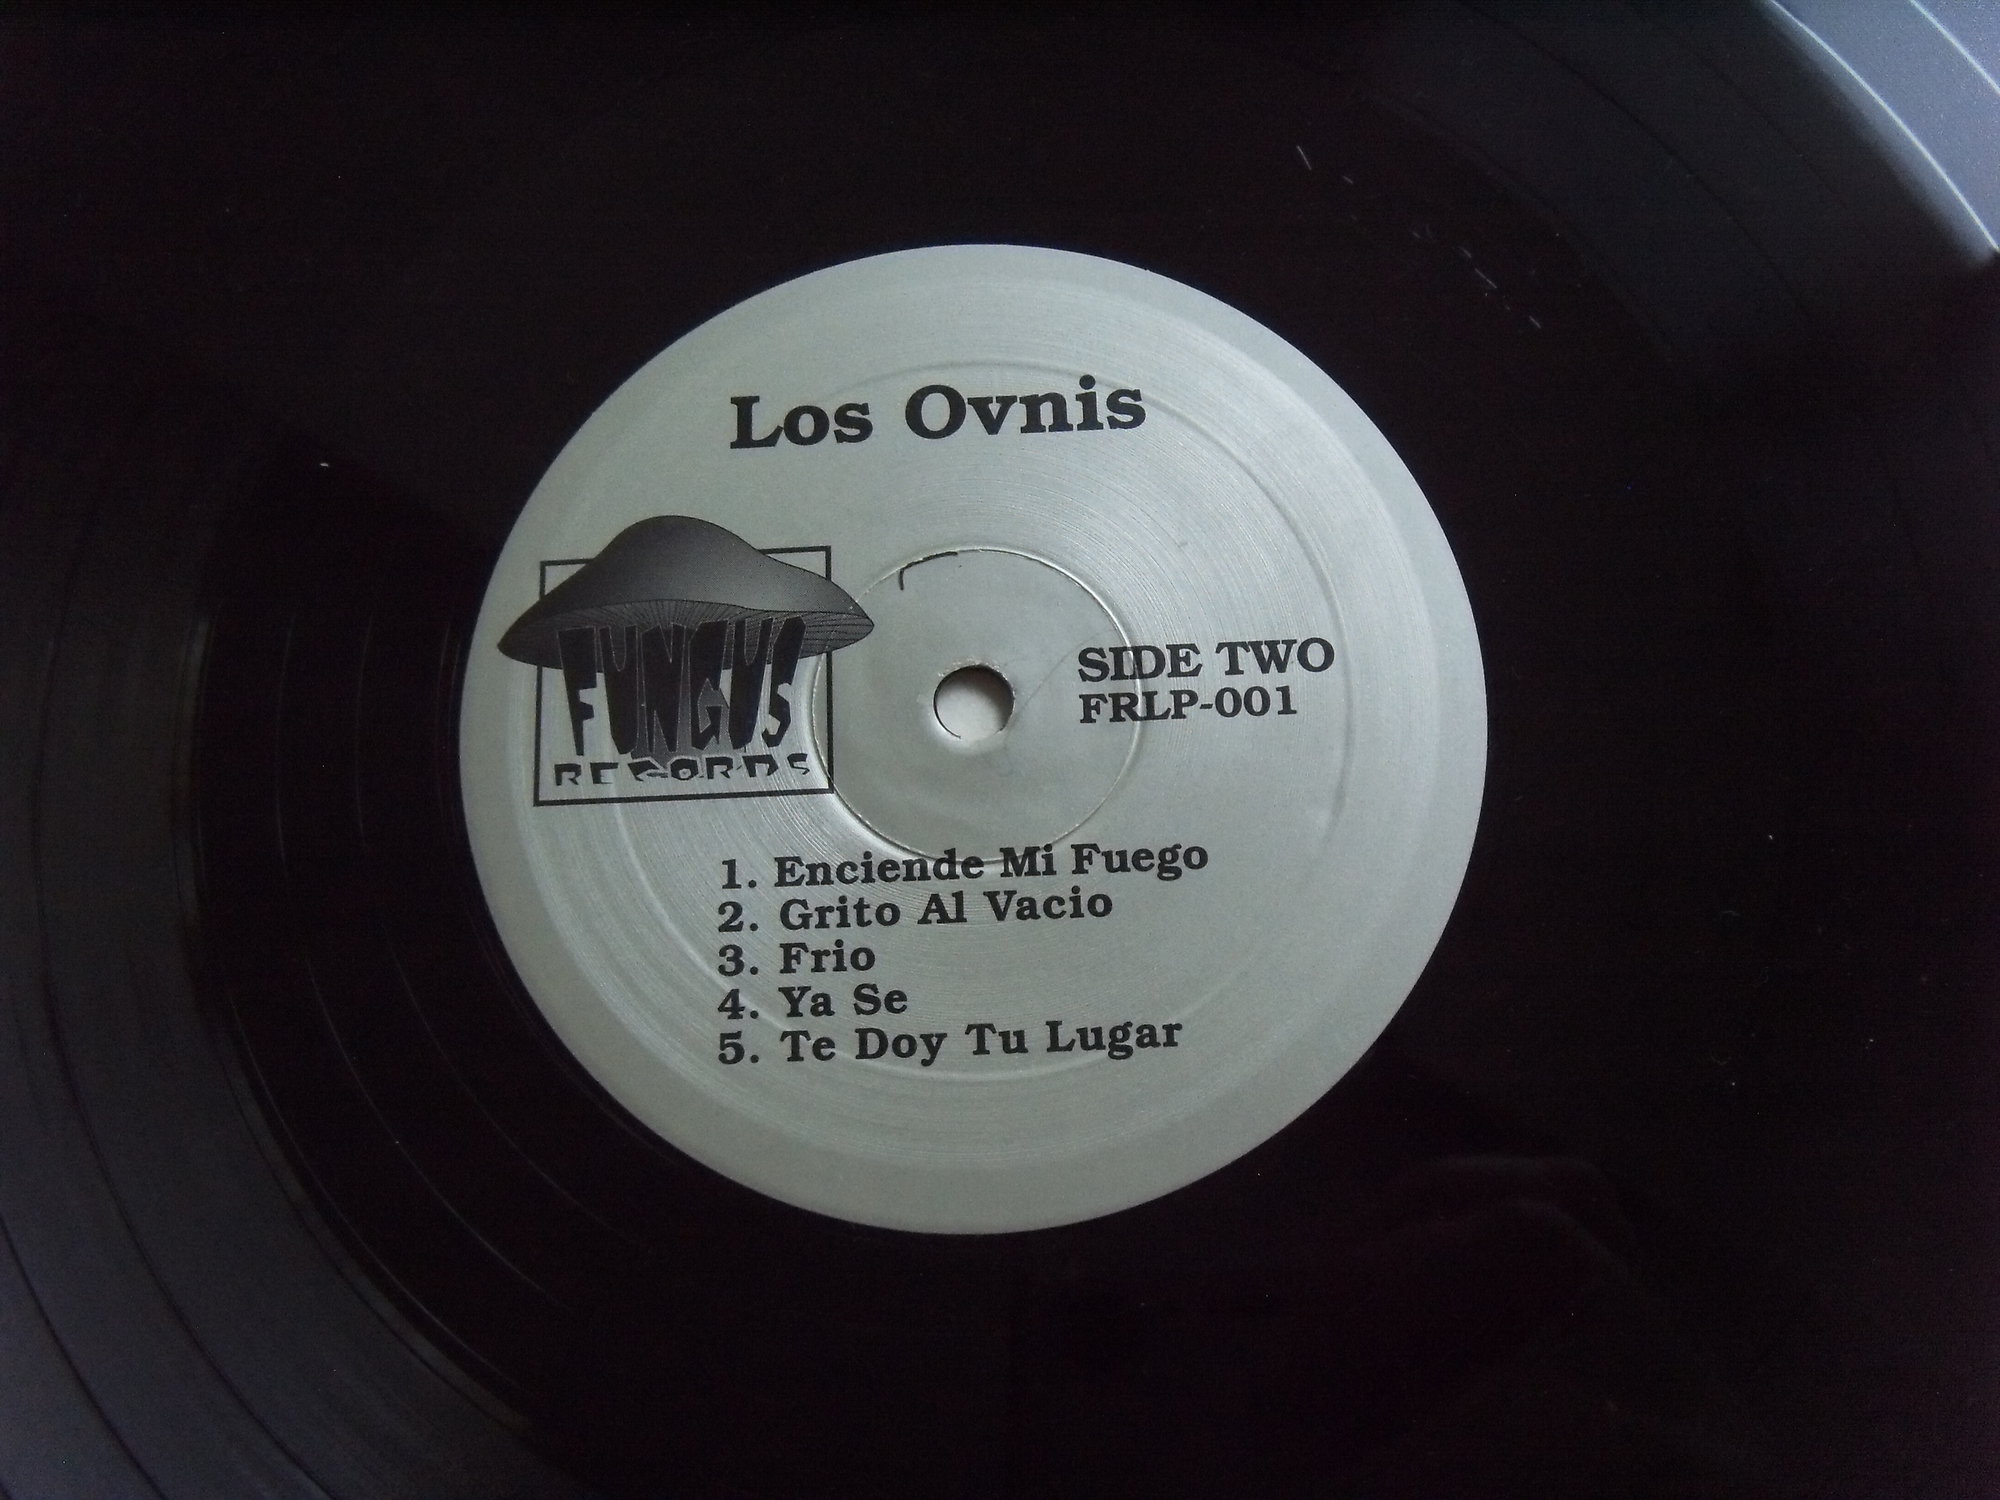 Los Ovnis
FUNGUS
RECORDS
SIDE TWO
FRLP-001
1. Enciende Mi Fuego
2. Grito Al Vacio
3. Frio
4. Ya Se
5. Te Doy Tu Lugar